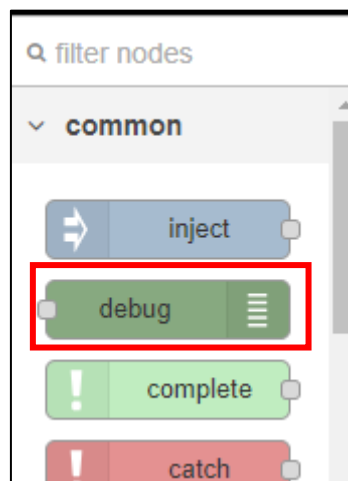 filter nodes
common
inject
debug
complete
catch